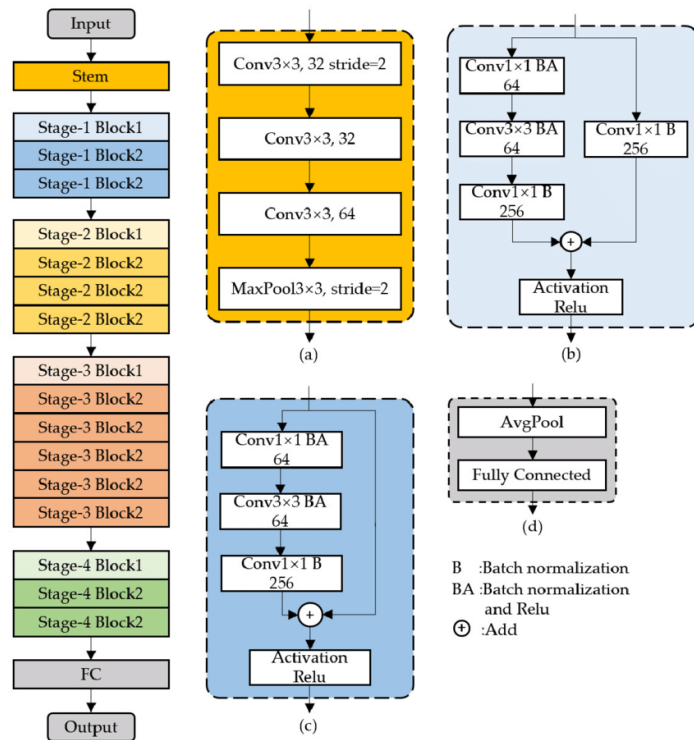 Input
Stem
Stage-1 Block1
Stage-1 Block2
Stage-1 Block2
Stage-2 Block1
Stage-2 Block2
Stage-2 Block2
Stage-2 Block2
Stage-3 Block1
Stage-3 Block2
Stage-3 Block2
Stage-3 Block2
Stage-3 Block2
Stage-3 Block2
Stage-4 Block1
Stage-4 Block2
Stage-4 Block2
FC
Output
Conv3×3, 32 stride=2
Conv3×3, 32
Conv3×3, 64
MaxPool3×3, stride=2
(a)
Conv1×1 BA
64
Conv3×3 BA
64
Conv1×1 B
256
Conv1×1 B
256
+
Activation
Relu
(b)
Conv1×1 BA
64
Conv3×3 BA
64
Conv1×1 B
256
+
Activation
Relu
(c)
AvgPool
Fully Connected
(d)
B :Batch normalization
BA :Batch normalization
and Relu
+ :Add